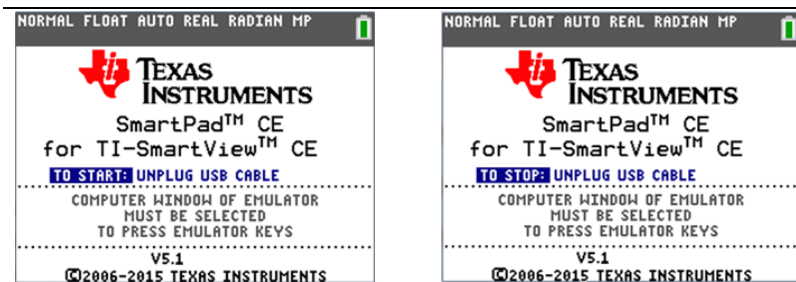 NORMAL FLOAT AUTO REAL RADIAN MP
TEXAS
INSTRUMENTS
SmartPad™ CE
for TI-SmartView™ CE
TO START: UNPLUG USB CABLE
COMPUTER WINDOW OF EMULATOR
MUST BE SELECTED
TO PRESS EMULATOR KEYS
V5.1
©2006-2015 TEXAS INSTRUMENTS
NORMAL FLOAT AUTO REAL RADIAN MP
TEXAS
INSTRUMENTS
SmartPad™ CE
for TI-SmartView™ CE
TO STOP: UNPLUG USB CABLE
COMPUTER WINDOW OF EMULATOR
MUST BE SELECTED
TO PRESS EMULATOR KEYS
V5.1
©2006-2015 TEXAS INSTRUMENTS